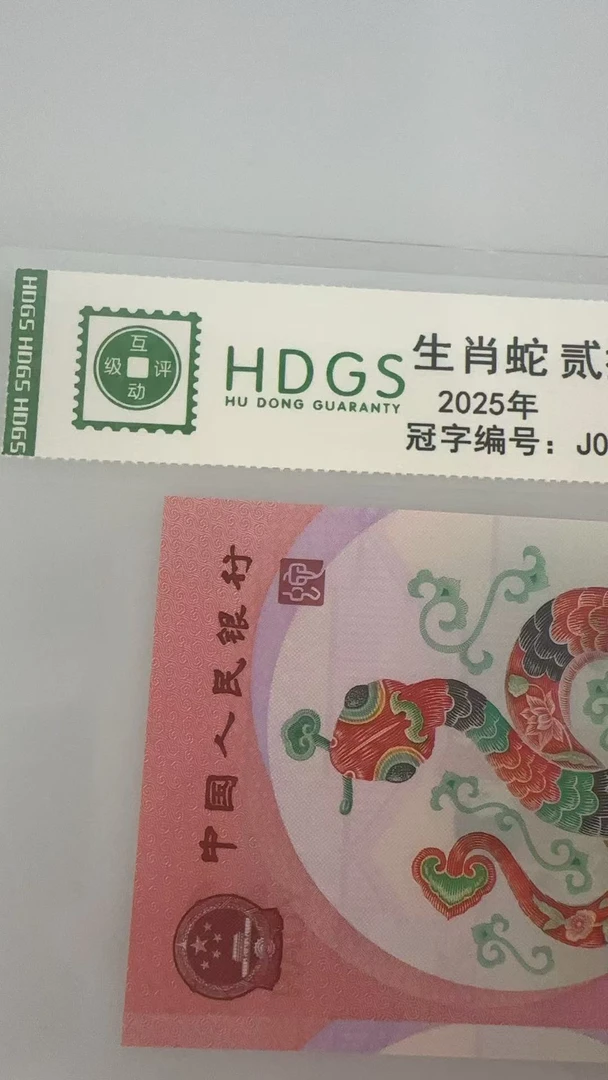 HDGS HDGS HDGS
互动评级
HDGS
HU DONG GUARANTY
生肖蛇 贰
2025年
冠字编号：J0
中国人民银行